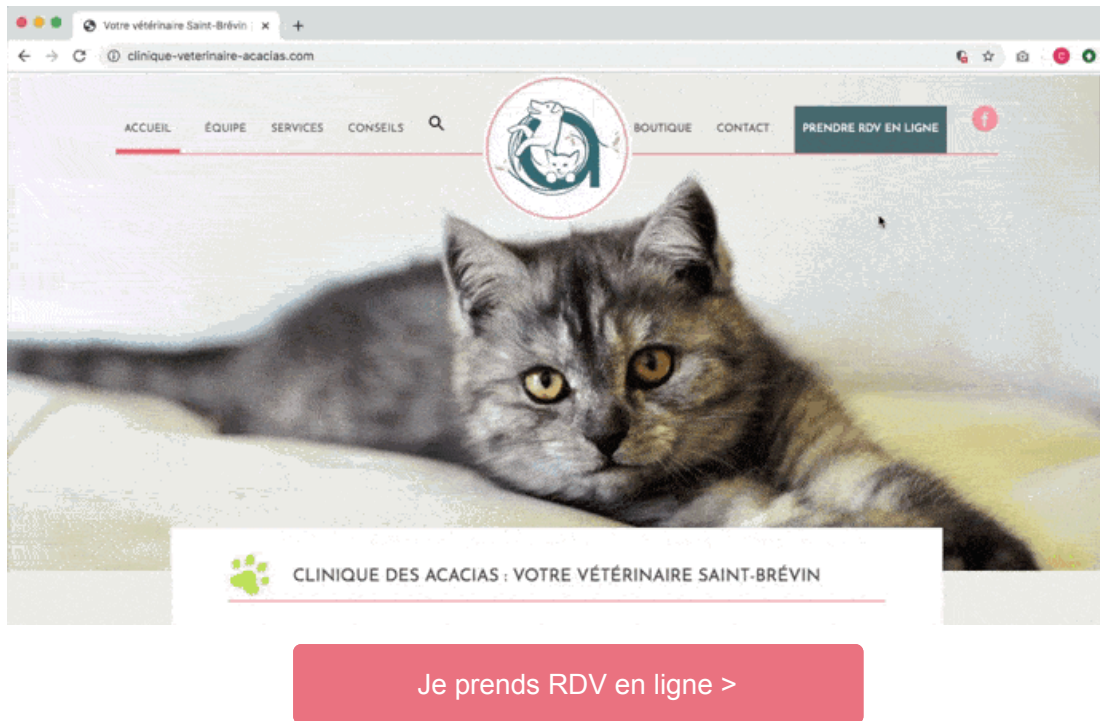 Votre vétérinaire Saint-Brévin
clinique-veterinaire-acacias.com
ACCUEIL ÉQUIPE SERVICES CONSEILS BOUTIQUE CONTACT PRENDRE RDV EN LIGNE f
CLINIQUE DES ACACIAS : VOTRE VÉTÉRINAIRE SAINT-BRÉVIN
Je prends RDV en ligne >